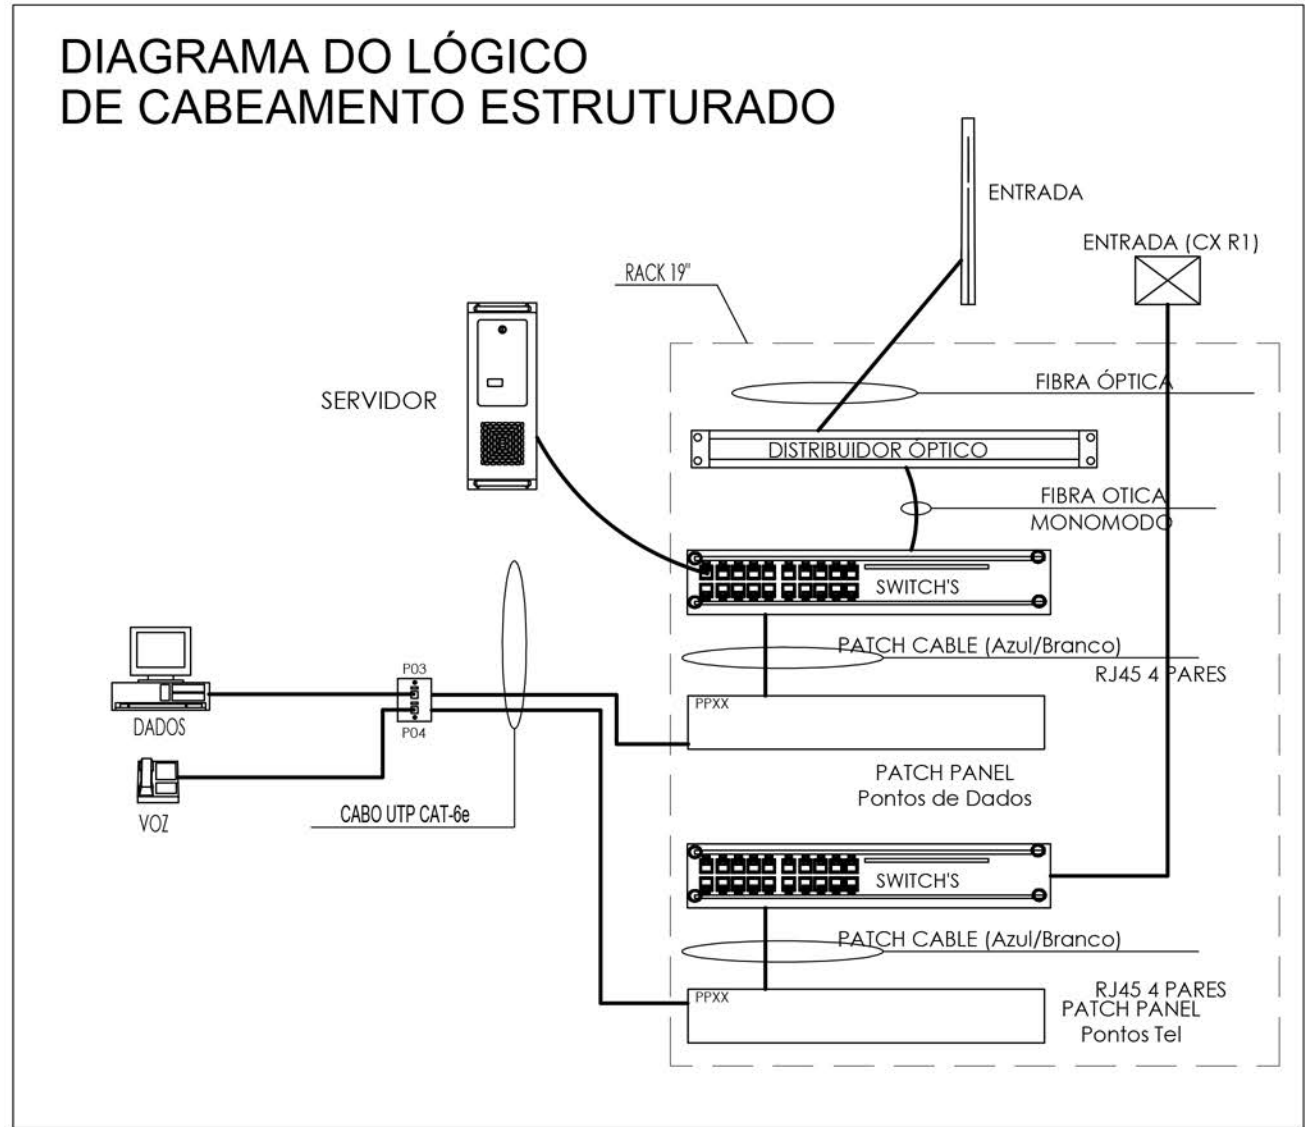 DIAGRAMA DO LÓGICO
DE CABEAMENTO ESTRUTURADO
ENTRADA
ENTRADA (CX R1)
RACK 19"
FIBRA ÓPTICA
SERVIDOR
DISTRIBUIDOR ÓPTICO
FIBRA OTICA
MONOMODO
SWITCH'S
PATCH CABLE (Azul/Branco)
RJ45 4 PARES
P03
PPXX
DADOS
P04
PATCH PANEL
Pontos de Dados
CABO UTP CAT-6e
VOZ
SWITCH'S
PATCH CABLE (Azul/Branco)
RJ45 4 PARES
PPXX
PATCH PANEL
Pontos Tel